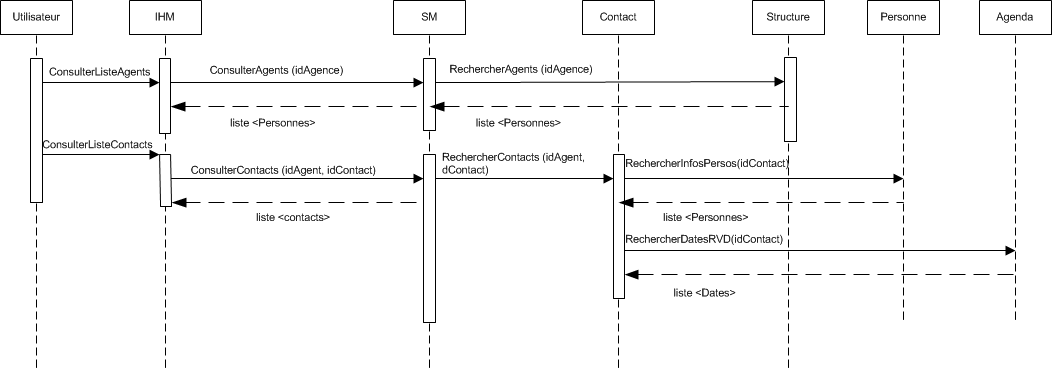 Utilisateur
IHM
SM
Contact
Structure
Personne
Agenda
ConsulterListeAgents
ConsulterAgents (idAgence)
RechercherAgents (idAgence)
liste <Personnes>
liste <Personnes>
ConsulterListeContacts
ConsulterContacts (idAgent, idContact)
RechercherContacts (idAgent,
dContact)
RechercherInfosPersos(idContact)
liste <contacts>
liste <Personnes>
RechercherDatesRVD(idContact)
liste <Dates>